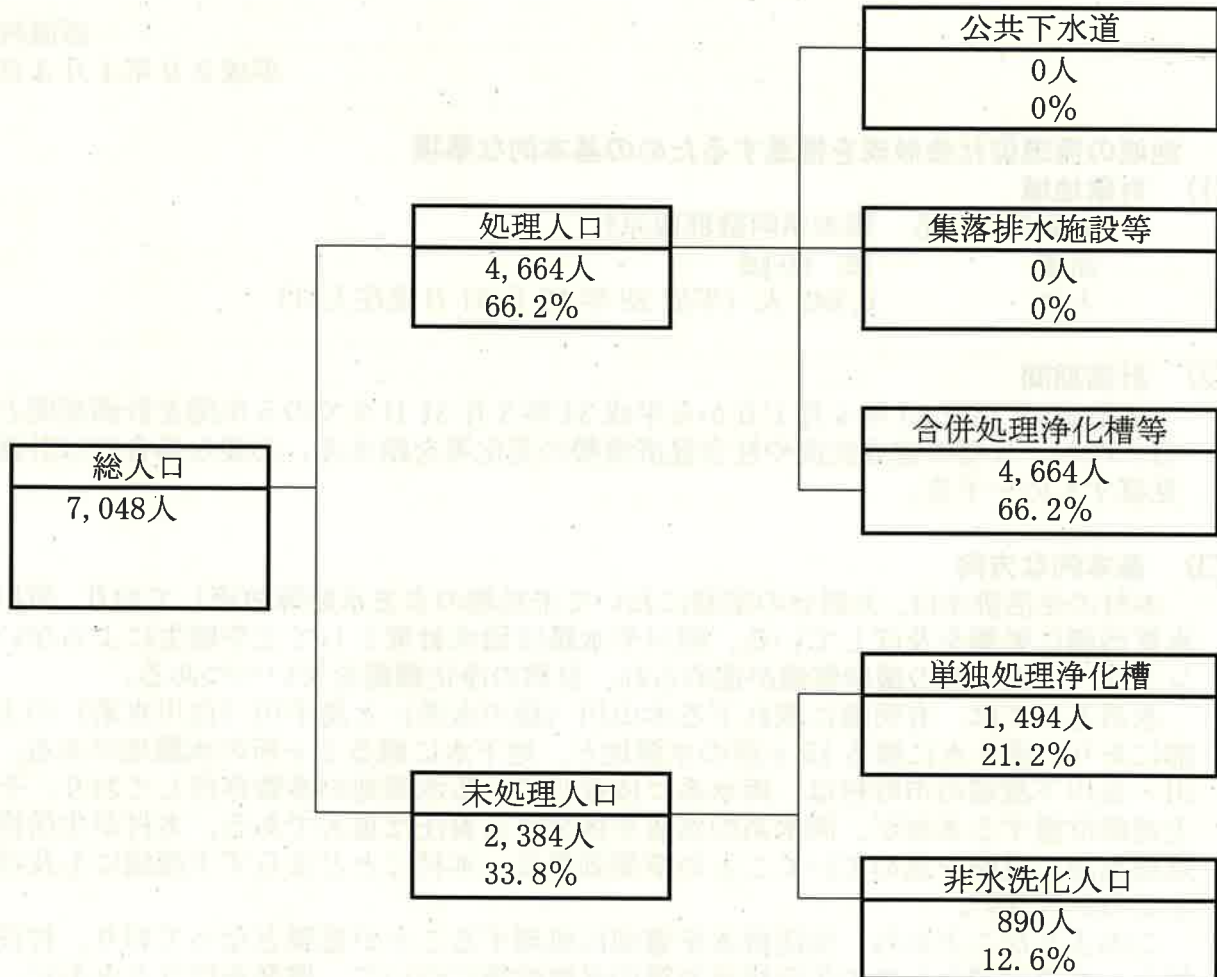 総人口
7,048人
処理人口
4,664人
66.2%
公共下水道
0人
0%
集落排水施設等
0人
0%
合併処理浄化槽等
4,664人
66.2%
未処理人口
2,384人
33.8%
単独処理浄化槽
1,494人
21.2%
非水洗化人口
890人
12.6%